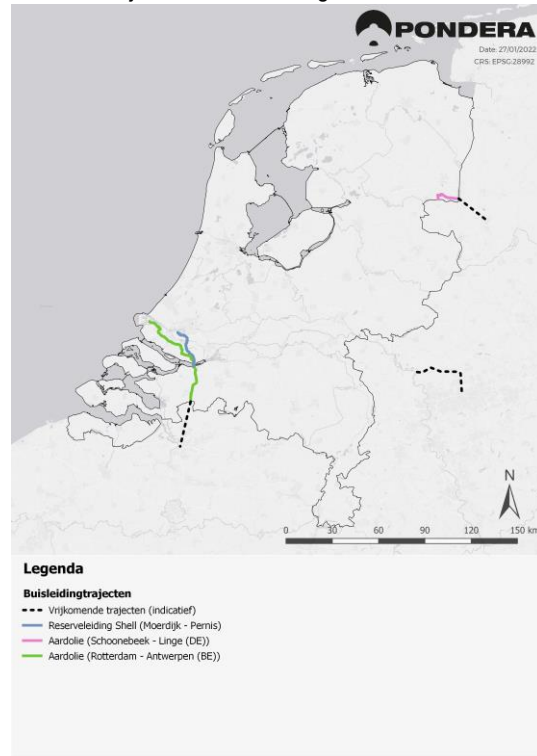 PONDERA
Date: 27/01/2022
CRS: EPSG:28992
N
0 30 60 90 120 150 km
Legenda
Buisleidingtrajecten
Vrijkomende trajecten (indicatief)
Reserveleiding Shell (Moerdijk - Pernis)
Aardolie (Schoonebeek - Linge (DE))
Aardolie (Rotterdam - Antwerpen (BE))